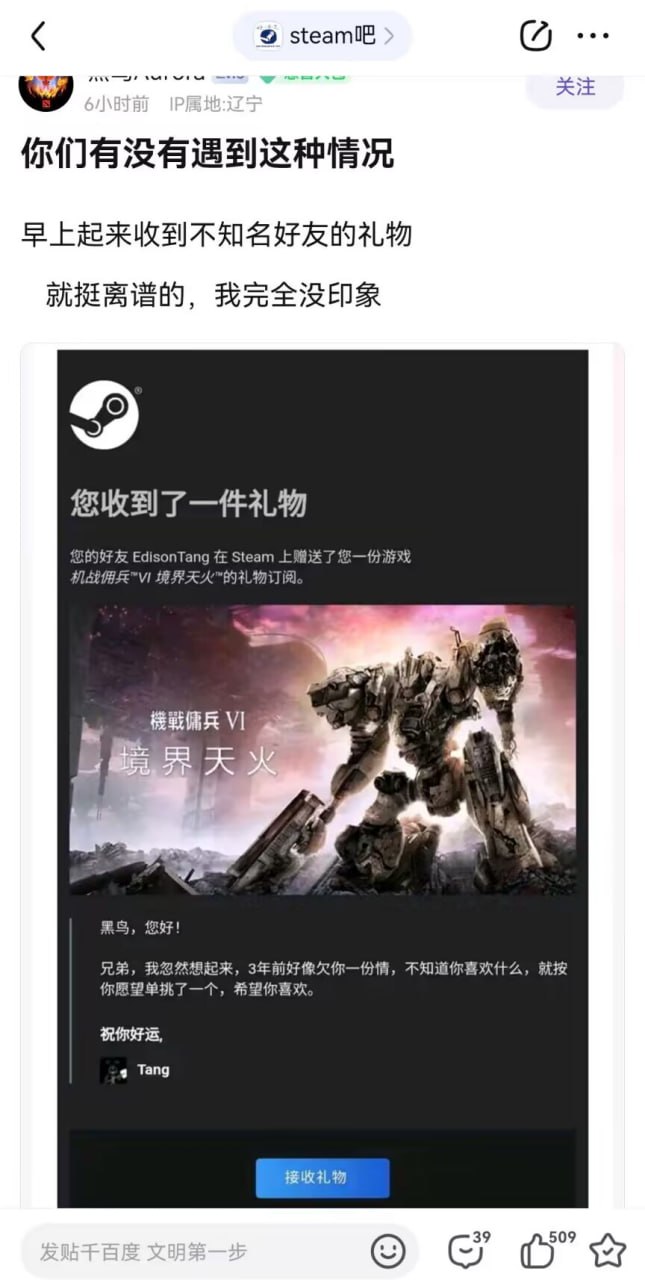 steam吧
关注
6小时前 IP属地:辽宁
你们有没有遇到这种情况
早上起来收到不知名好友的礼物
就挺离谱的，我完全没印象
您收到了一件礼物
您的好友 EdisonTang 在 Steam 上赠送了您一份游戏
机战佣兵™VI 境界天火™的礼物订阅。
機戰傭兵 VI
境界天火
黑鸟，您好！
兄弟，我忽然想起来，3年前好像欠你一份情，不知道你喜欢什么，就按
你愿望单挑了一个，希望你喜欢。
祝你好运,
Tang
接收礼物
发贴千百度 文明第一步
39
509